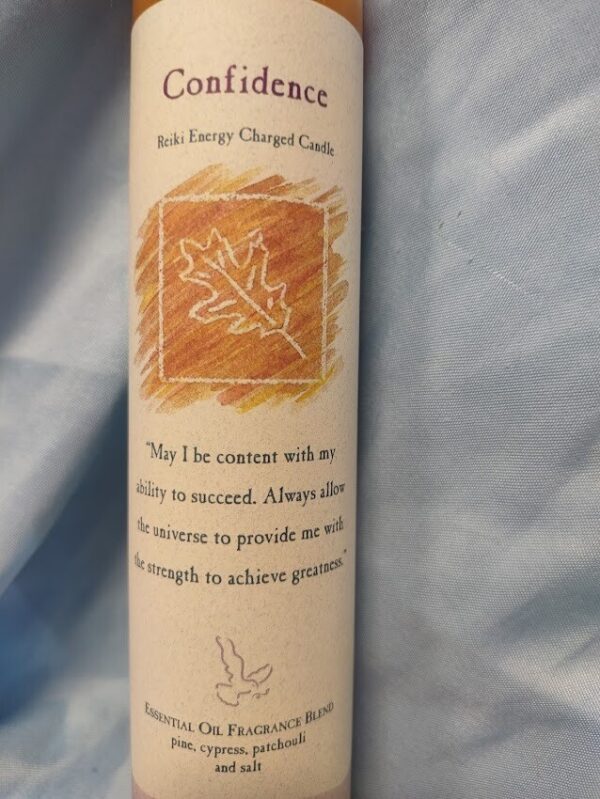 Confidence
Reiki Energy Charged Candle
"May I be content with my
ability to succeed. Always allow
the universe to provide me with
the strength to achieve greatness."
Essential Oil Fragrance Blend
pine, cypress, patchouli
and salt